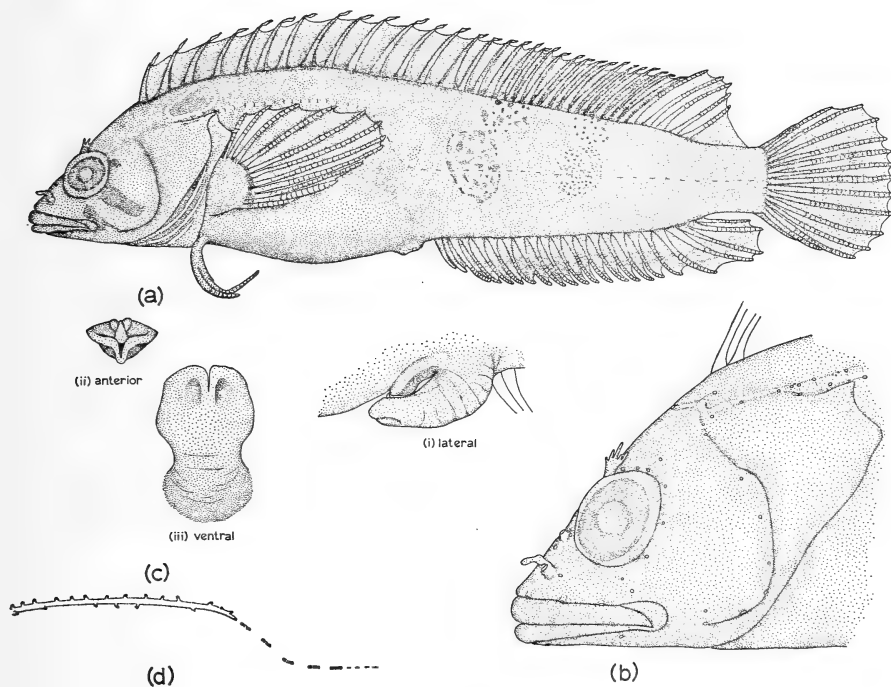 (a)
(ii) anterior
(i) lateral
(iii) ventral
(c)
(d)
(b)